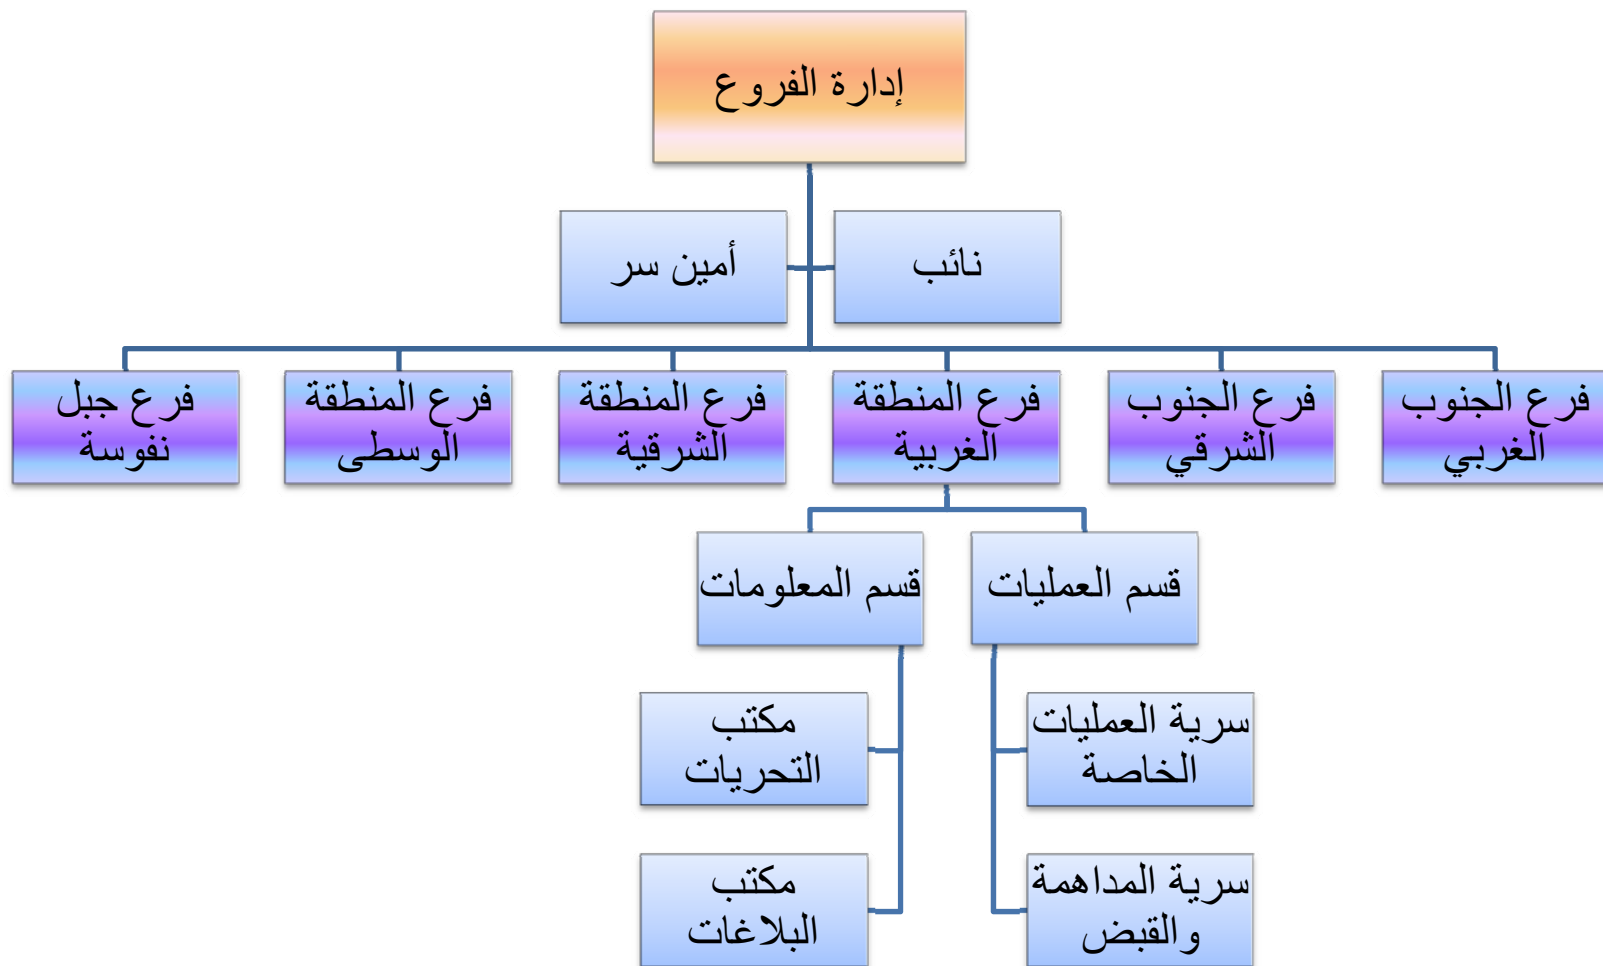 إدارة الفروع
نائب
أمين سر
فرع الجنوب
الغربي
فرع الجنوب
الشرقي
فرع المنطقة
الغربية
فرع المنطقة
الشرقية
فرع المنطقة
الوسطى
فرع جبل
نفوسة
قسم العمليات
قسم المعلومات
سرية العمليات
الخاصة
مكتب
التحريات
سرية المداهمة
والقبض
مكتب
البلاغات